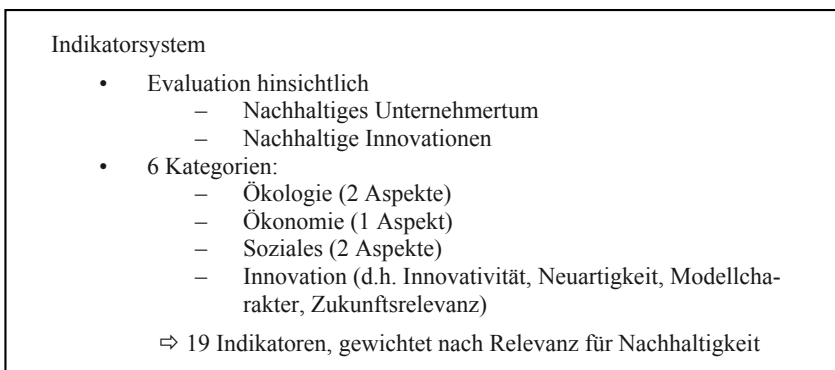 Indikatorsystem
• Evaluation hinsichtlich
– Nachhaltiges Unternehmertum
– Nachhaltige Innovationen
• 6 Kategorien:
– Ökologie (2 Aspekte)
– Ökonomie (1 Aspekt)
– Soziales (2 Aspekte)
– Innovation (d.h. Innovativität, Neuartigkeit, Modellcha-
rakter, Zukunftsrelevanz)
⇨ 19 Indikatoren, gewichtet nach Relevanz für Nachhaltigkeit